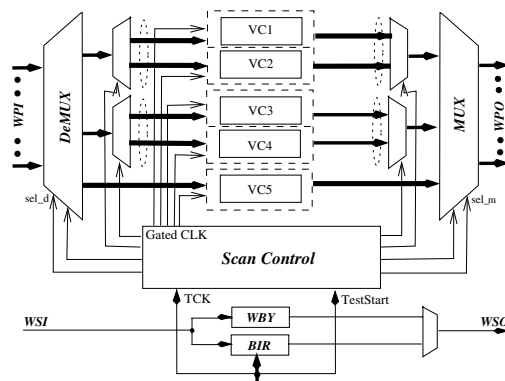 VC1
VC2
VC3
VC4
VC5
WPI
DeMUX
MUX
WPO
sel_d
sel_m
Gated CLK
Scan Control
TCK
TestStart
WSI
WBY
BIR
WSO